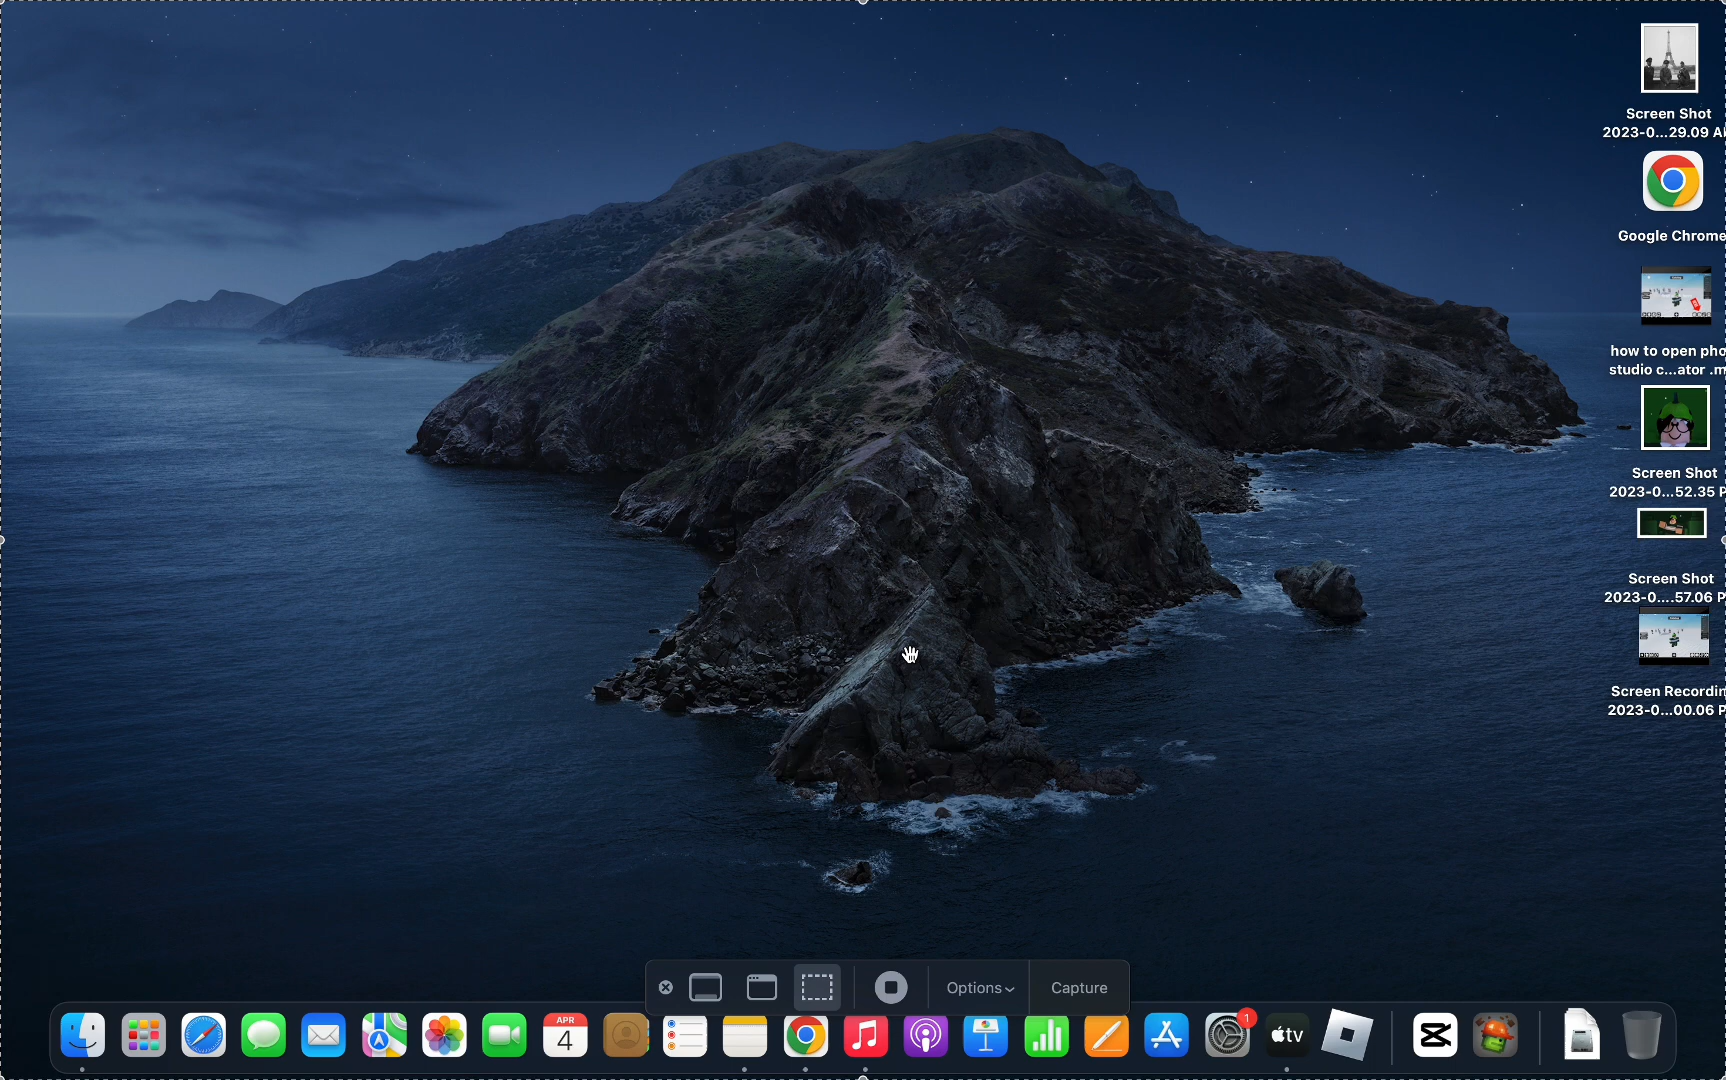 Screen Shot
2023-0...29.09 A
Google Chrome
how to open pho
studio c...ator .m
Screen Shot
2023-0...52.35 P
Screen Shot
2023-0....57.06 P
Screen Recordin
2023-0...00.06 P
Options
Capture
APR
4
1
tv